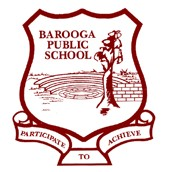 BAROOGA
PUBLIC
SCHOOL
PARTICIPATE
TO
ACHIEVE